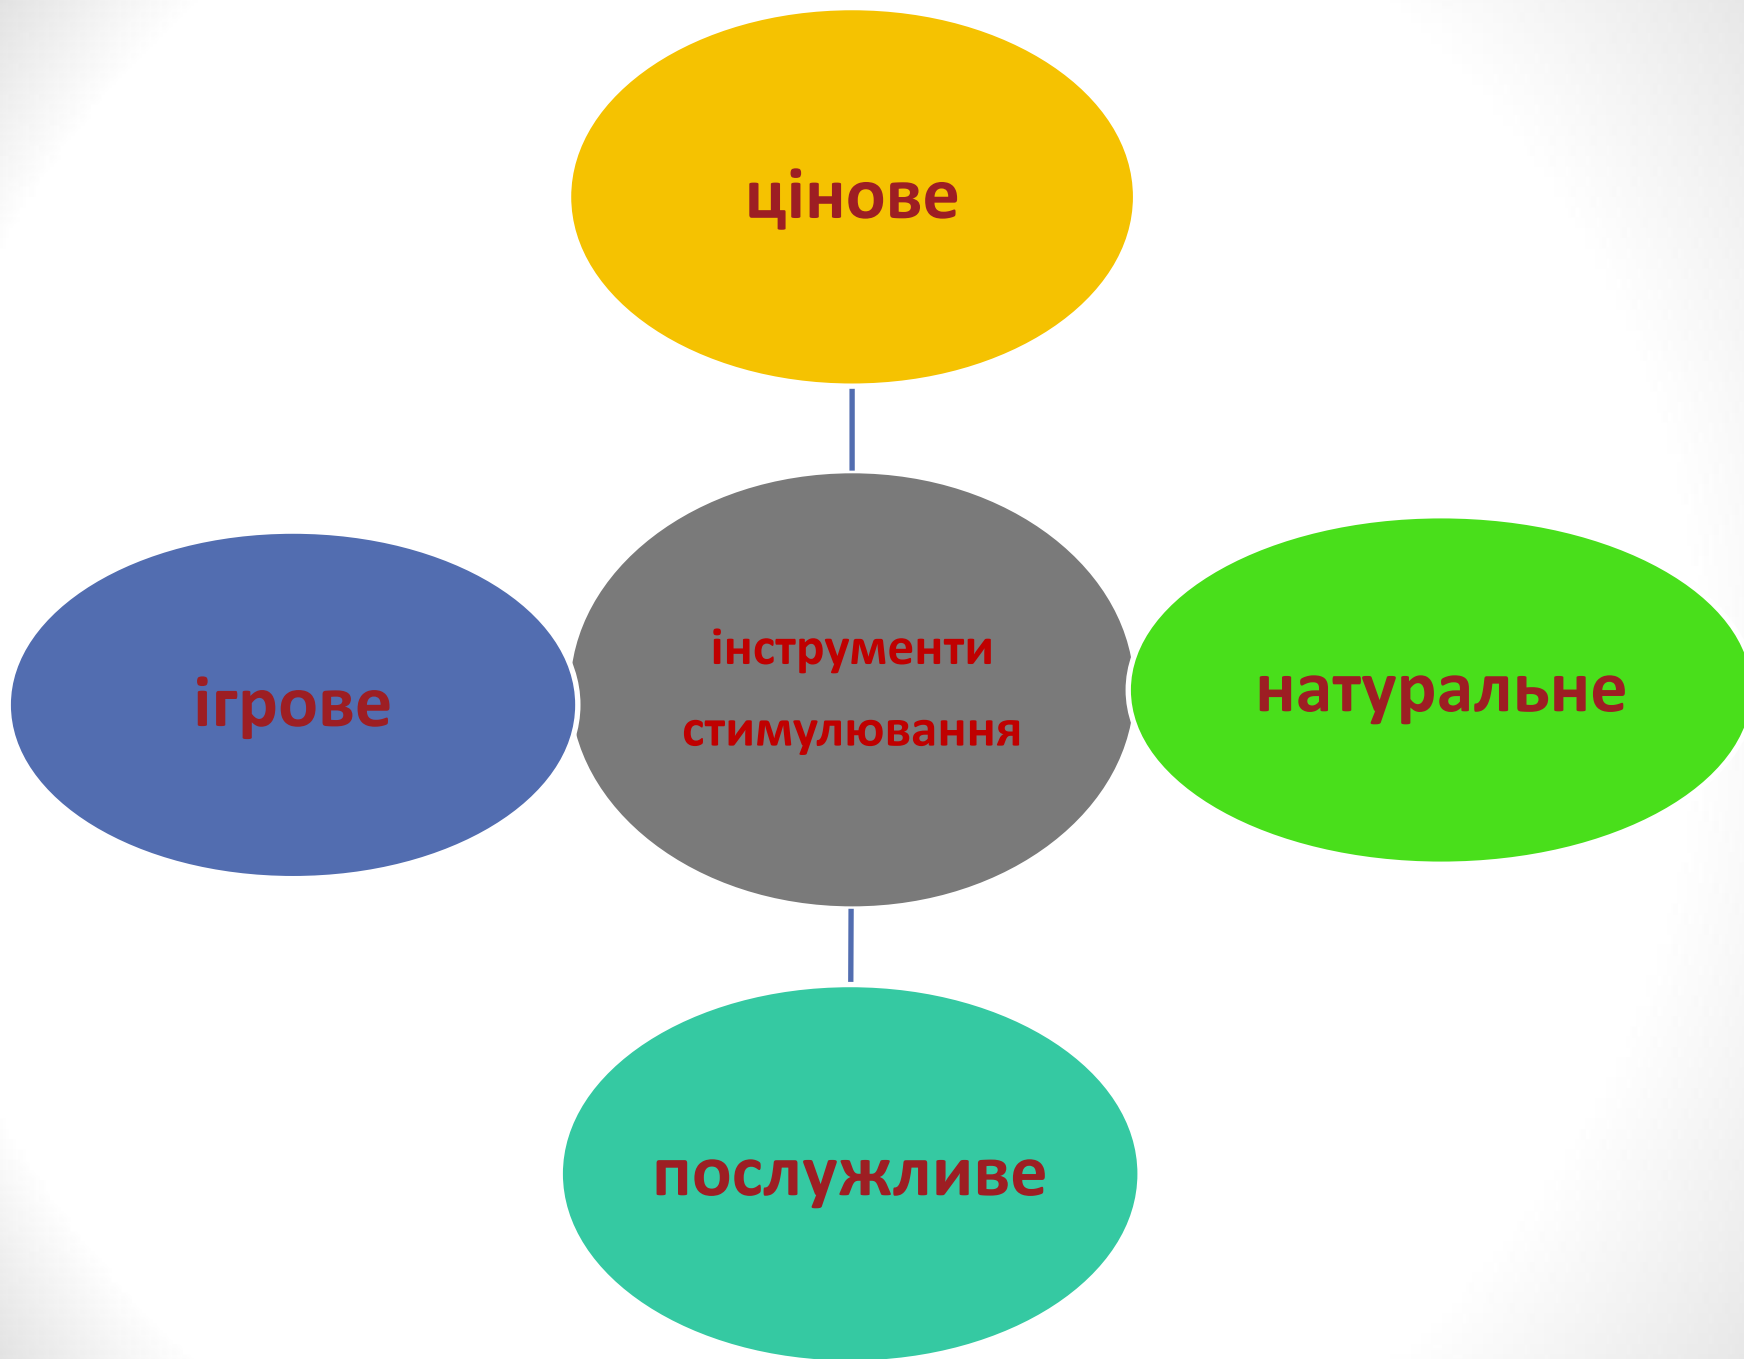 цінове
ігрове
інструменти
стимулювання
натуральне
послужливе